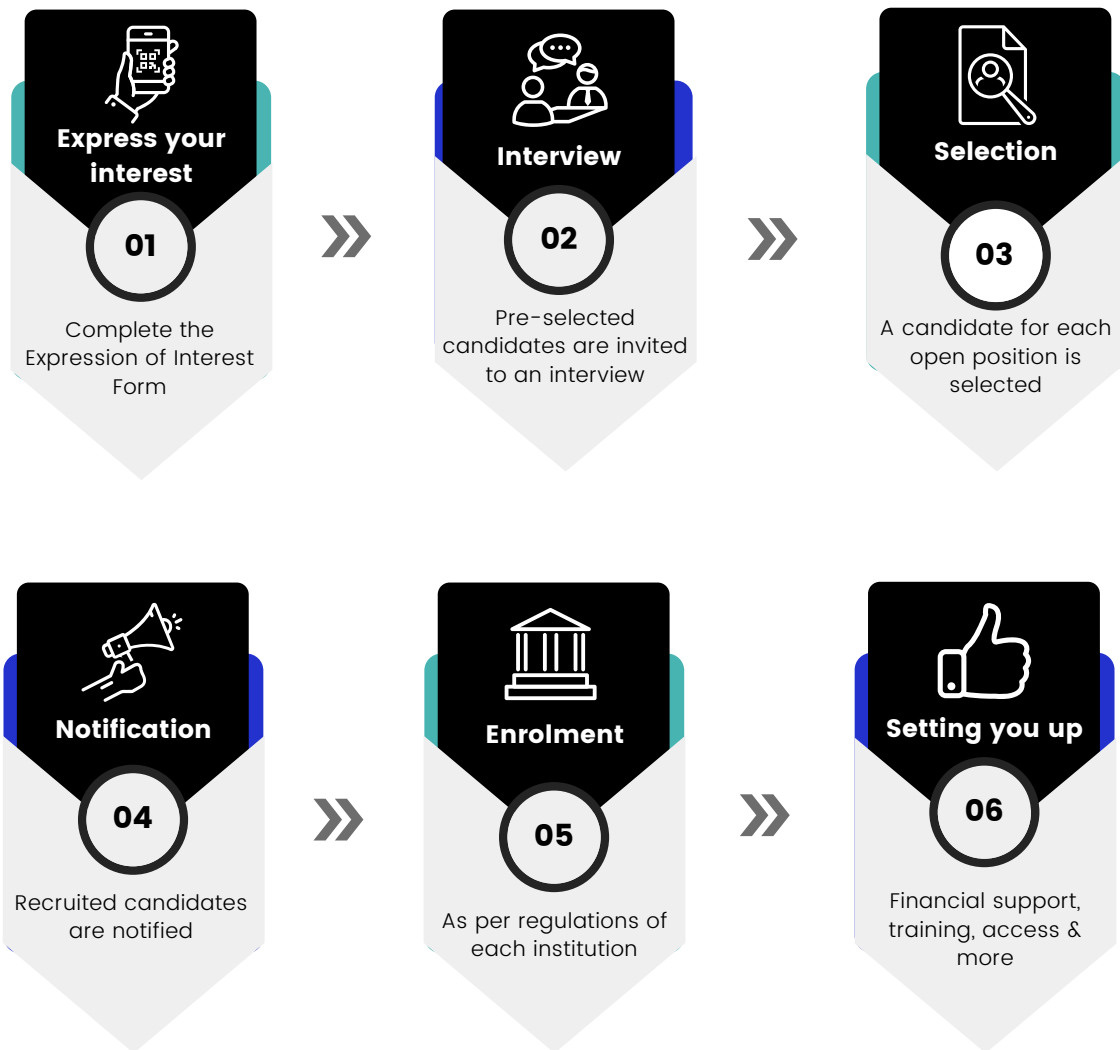 Express your
interest
01
Complete the
Expression of Interest
Form
Interview
02
Pre-selected
candidates are invited
to an interview
Selection
03
A candidate for each
open position is
selected
Notification
04
Recruited candidates
are notified
Enrolment
05
As per regulations of
each institution
Setting you up
06
Financial support,
training, access &
more